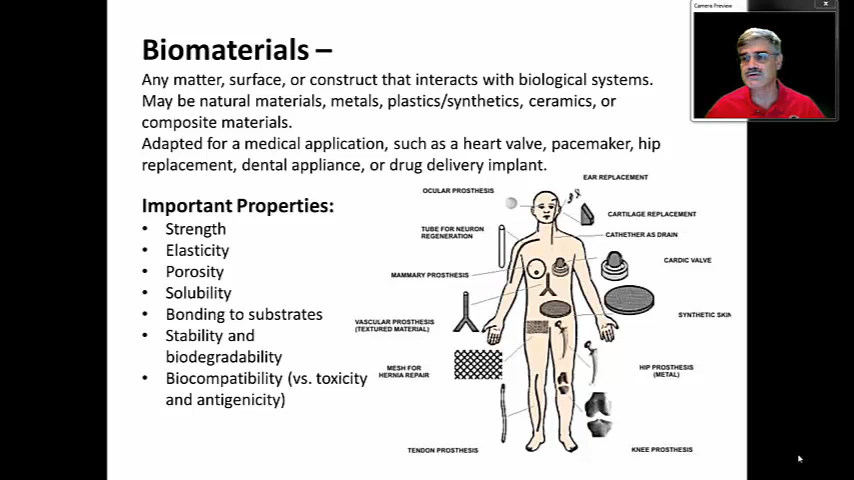 Camera Preview
Biomaterials –
Any matter, surface, or construct that interacts with biological systems.
May be natural materials, metals, plastics/synthetics, ceramics, or
composite materials.
Adapted for a medical application, such as a heart valve, pacemaker, hip
replacement, dental appliance, or drug delivery implant.
Important Properties:
• Strength
• Elasticity
• Porosity
• Solubility
• Bonding to substrates
• Stability and
biodegradability
• Biocompatibility (vs. toxicity
and antigenicity)
EAR REPLACEMENT
OCULAR PROSTHESIS
CARTILAGE REPLACEMENT
TUBE FOR NEURON
REGENERATION
CATHETHER AS DRAIN
CARDIC VALVE
MAMMARY PROSTHESIS
SYNTHETIC SKIN
VASCULAR PROSTHESIS
(TEXTURED MATERIAL)
MESH FOR
HERNIA REPAIR
HIP PROSTHESIS
(METAL)
TENDON PROSTHESIS
KNEE PROSTHESIS